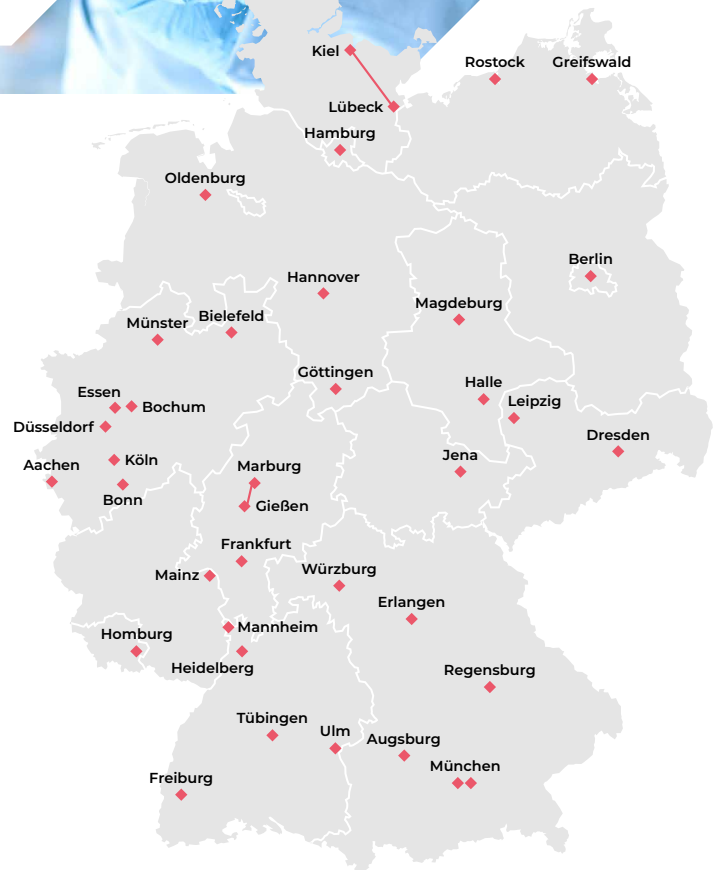 Kiel
Rostock
Greifswald
Lübeck
Hamburg
Oldenburg
Berlin
Hannover
Magdeburg
Bielefeld
Münster
Göttingen
Halle
Essen
Leipzig
Bochum
Düsseldorf
Dresden
Jena
Köln
Aachen
Marburg
Bonn
Gießen
Frankfurt
Würzburg
Mainz
Erlangen
Mannheim
Homburg
Heidelberg
Regensburg
Tübingen
Ulm
Augsburg
München
Freiburg